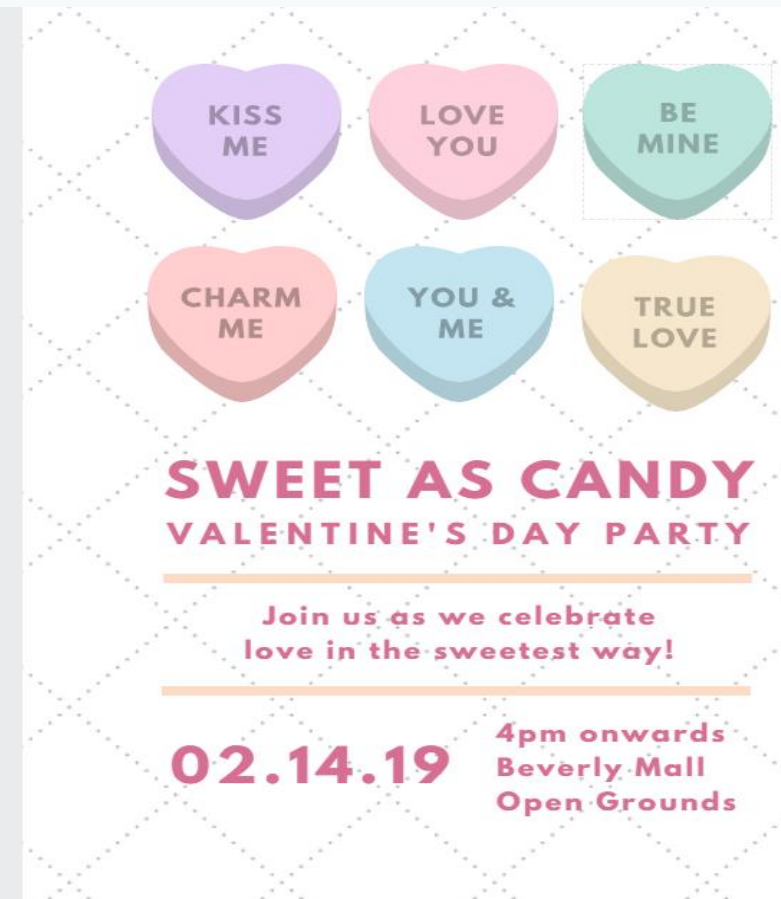 KISS
ME
LOVE
YOU
BE
MINE
CHARM
ME
YOU &
ME
TRUE
LOVE
SWEET AS CANDY
VALENTINE'S DAY PARTY
Join us as we celebrate
love in the sweetest way!
02.14.19
4pm onwards
Beverly Mall
Open Grounds